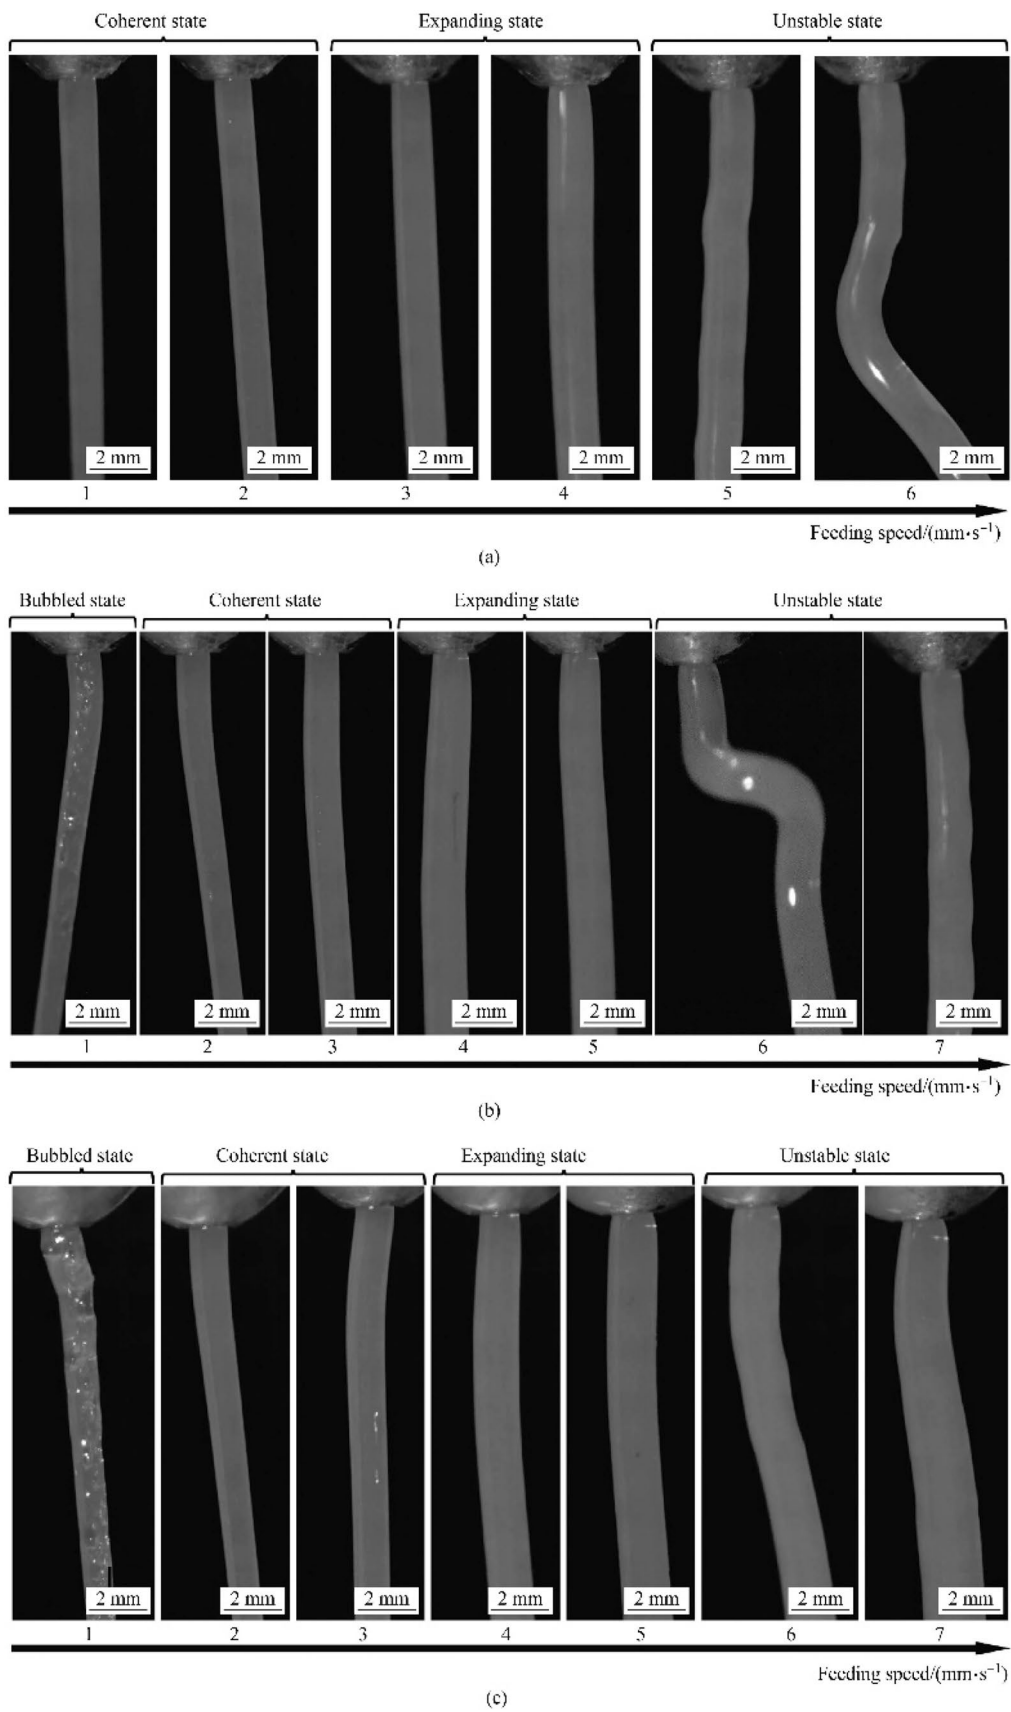 Coherent state Expanding state Unstable state
2 mm 2 mm 2 mm 2 mm 2 mm 2 mm
1 2 3 4 5 6
Feeding speed/(mm·s⁻¹)
(a)
Bubbled state Coherent state Expanding state Unstable state
2 mm 2 mm 2 mm 2 mm 2 mm 2 mm 2 mm
1 2 3 4 5 6 7
Feeding speed/(mm·s⁻¹)
(b)
Bubbled state Coherent state Expanding state Unstable state
2 mm 2 mm 2 mm 2 mm 2 mm 2 mm 2 mm
1 2 3 4 5 6 7
Feeding speed/(mm·s⁻¹)
(c)